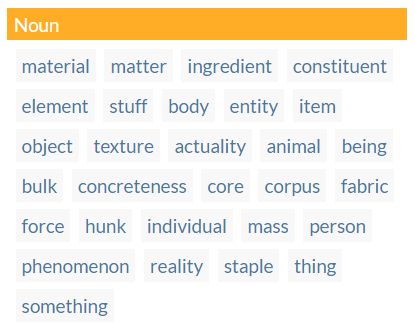 Noun
material matter ingredient constituent
element stuff body entity item
object texture actuality animal being
bulk concreteness core corpus fabric
force hunk individual mass person
phenomenon reality staple thing
something